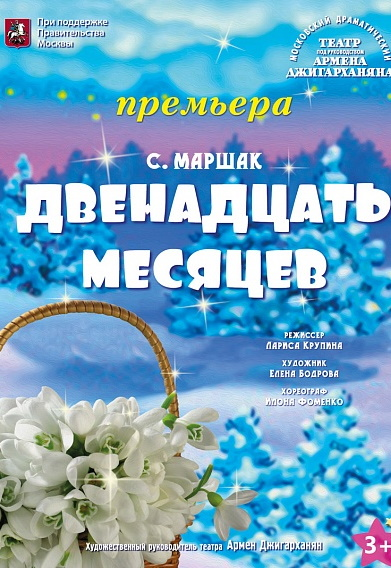 При поддержке
Правительства
Москвы
МОСКОВСКИЙ ДРАМАТИЧЕСКИЙ
ТЕАТР
ПОД РУКОВОДСТВОМ
АРМЕНА
ДЖИГАРХАНЯНА
премьера
С. МАРШАК
ДВЕНАДЦАТЬ
МЕСЯЦЕВ
РЕЖИССЕР
ЛАРИСА КРУПИНА
ХУДОЖНИК
ЕЛЕНА БОДРОВА
ХОРЕОГРАФ
ИЛОНА ФОМЕНКО
3+
Художественный руководитель театра Армен Джигарханян